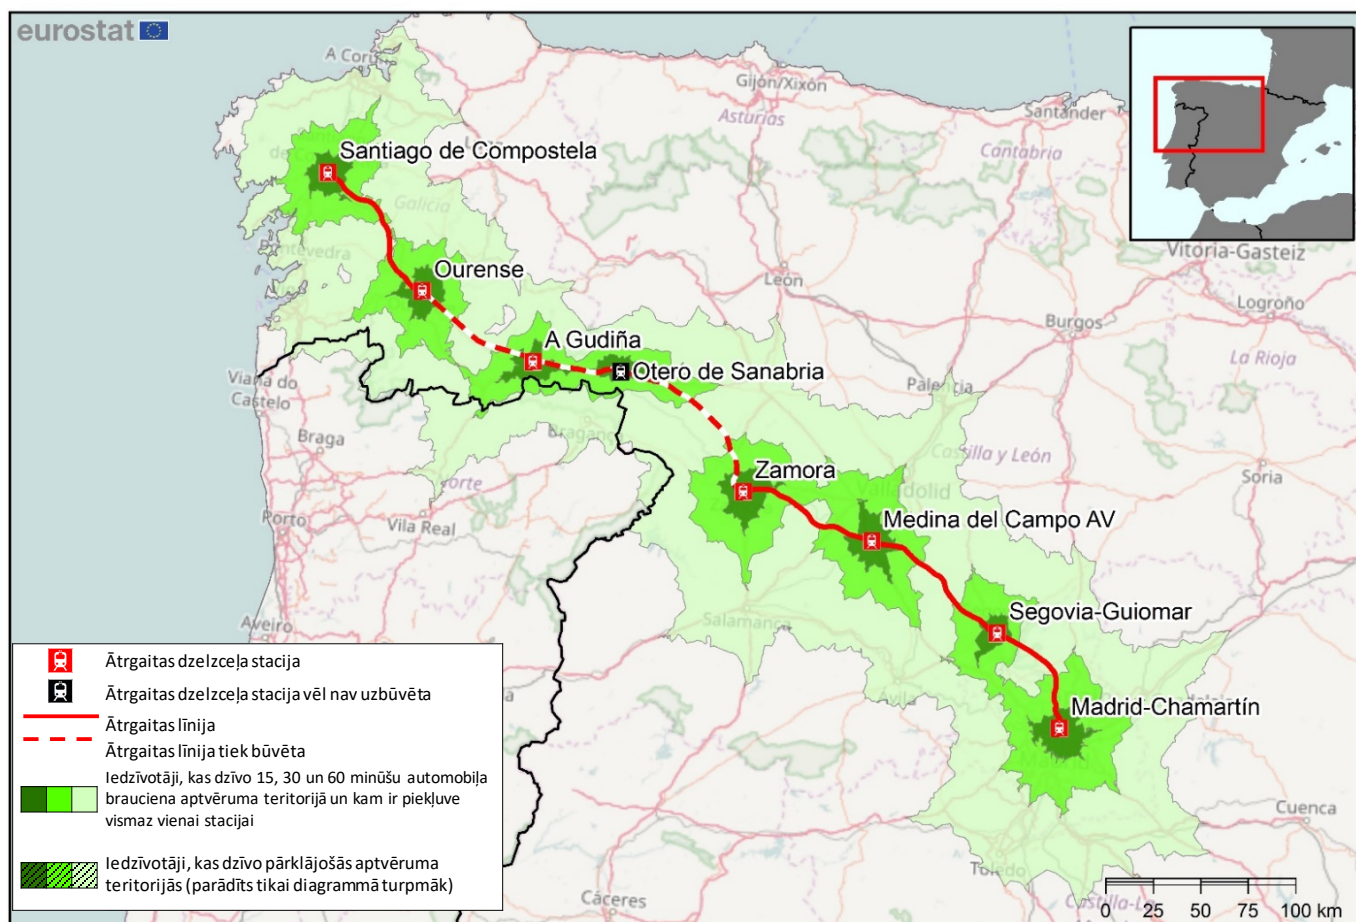 eurostat
A Coru
Gijón/Xixón
Santander
Asturias
Cantabria
Santiago de Compostela
Galicia
Pontevedra
Vitoria-Gasteiz
León
Ourense
Logroño
Burgos
La Rioja
A Gudiña
Otero de Sanabria
Viana do
Castelo
Palencia
Braga
Braganç
Castilla y León
Zamora
Soria
Valladolid
orte
Vila Real
Porto
Medina del Campo AV
Salamanca
Segovia-Guiomar
Aveiro
Ávila
Madrid-Chamartín
Madrid
Cuenca
Toledo
Cáceres
Castilla-L
Ātrgaitas dzelzceļa stacija
Ātrgaitas dzelzceļa stacija vēl nav uzbūvēta
Ātrgaitas līnija
Ātrgaitas līnija tiek būvēta
Iedzīvotāji, kas dzīvo 15, 30 un 60 minūšu automobiļa
brauciena aptvēruma teritorijā un kam ir piekļuve
vismaz vienai stacijai
Iedzīvotāji, kas dzīvo pārklājošās aptvēruma
teritorijās (parādīts tikai diagrammā turpmāk)
0 25 50 75 100 km